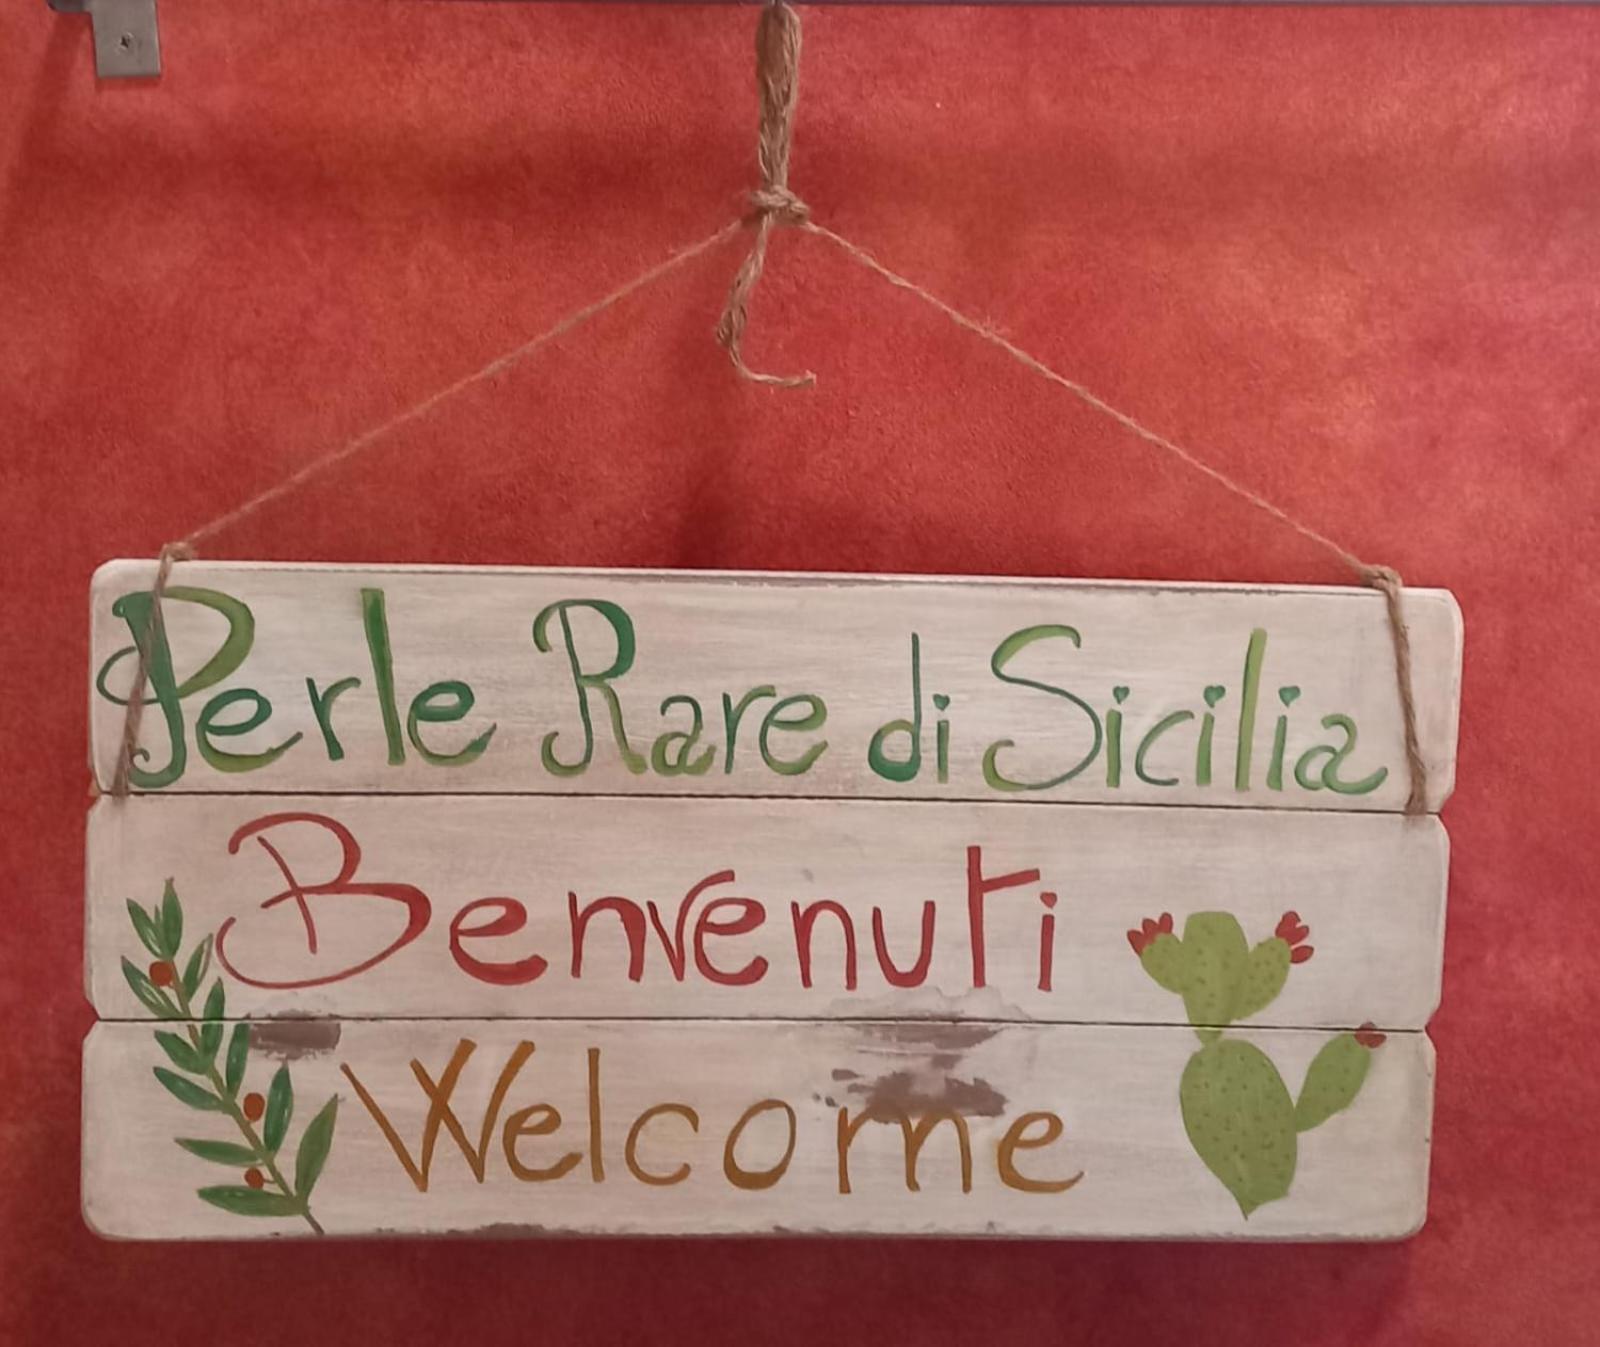 Perle Rare di Sicilia
Benvenuti
Welcome